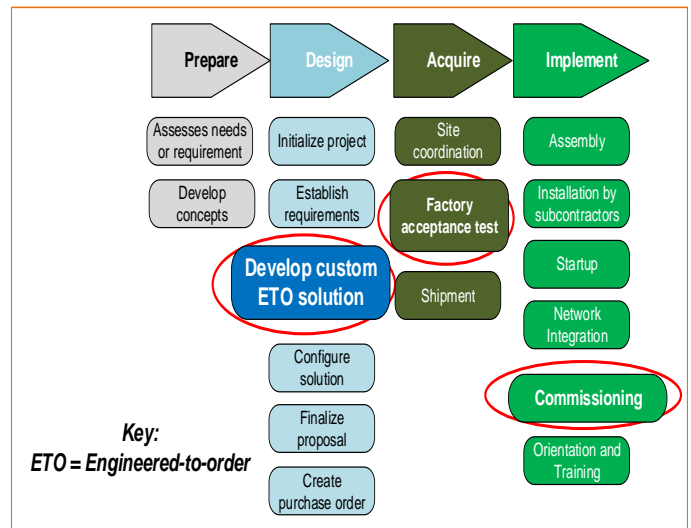 Prepare
Design
Acquire
Implement
Assesses needs
or requirement
Develop
concepts
Initialize project
Establish
requirements
Develop custom
ETO solution
Configure
solution
Finalize
proposal
Create
purchase order
Site
coordination
Factory
acceptance test
Shipment
Assembly
Installation by
subcontractors
Startup
Network
Integration
Commissioning
Orientation and
Training
Key:
ETO = Engineered-to-order